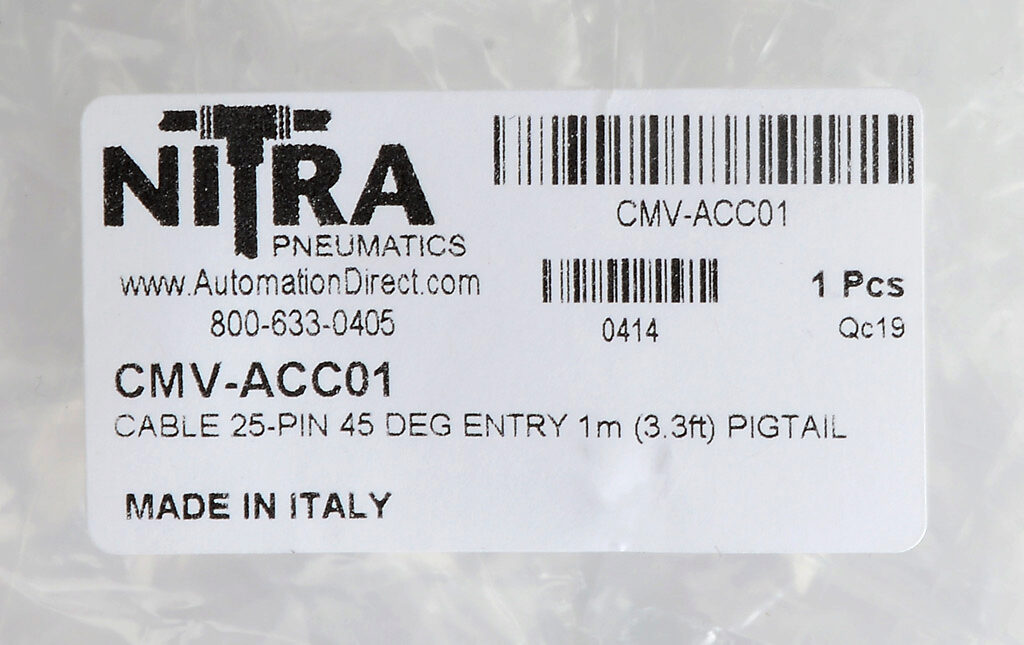 NITRA
PNEUMATICS
www.AutomationDirect.com
800-633-0405
CMV-ACC01
0414
1 Pcs
Qc19
CMV-ACC01
CABLE 25-PIN 45 DEG ENTRY 1m (3.3ft) PIGTAIL
MADE IN ITALY